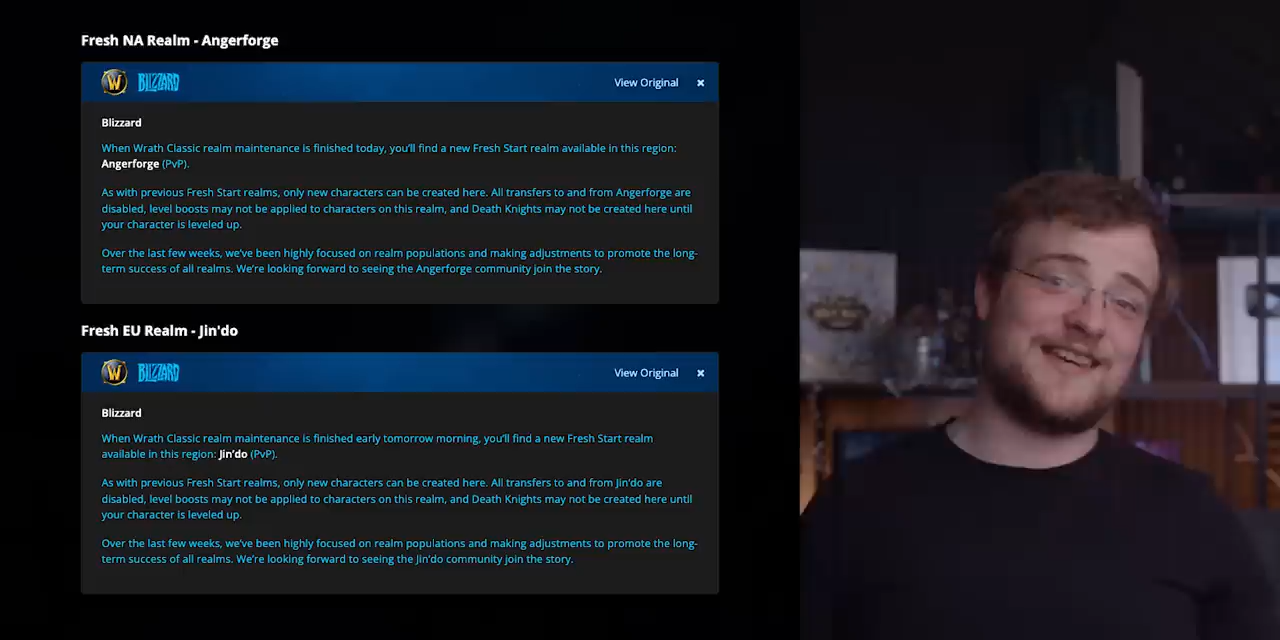 Fresh NA Realm - Angerforge
W BLIZZARD View Original ×
Blizzard
When Wrath Classic realm maintenance is finished today, you'll find a new Fresh Start realm available in this region:
Angerforge (PvP).
As with previous Fresh Start realms, only new characters can be created here. All transfers to and from Angerforge are
disabled, level boosts may not be applied to characters on this realm, and Death Knights may not be created here until
your character is leveled up.
Over the last few weeks, we've been highly focused on realm populations and making adjustments to promote the long-
term success of all realms. We're looking forward to seeing the Angerforge community join the story.
Fresh EU Realm - Jin'do
W BLIZZARD View Original ×
Blizzard
When Wrath Classic realm maintenance is finished early tomorrow morning, you'll find a new Fresh Start realm
available in this region: Jin'do (PvP).
As with previous Fresh Start realms, only new characters can be created here. All transfers to and from Jin'do are
disabled, level boosts may not be applied to characters on this realm, and Death Knights may not be created here until
your character is leveled up.
Over the last few weeks, we've been highly focused on realm populations and making adjustments to promote the long-
term success of all realms. We're looking forward to seeing the Jin'do community join the story.